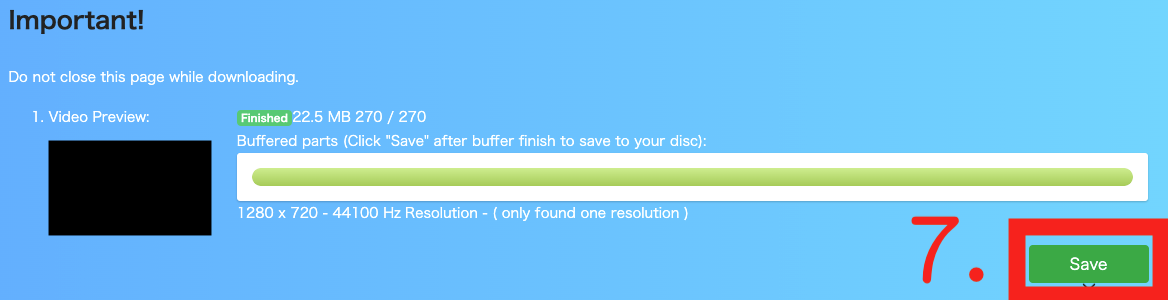 Important!
Do not close this page while downloading.
1. Video Preview:
Finished 22.5 MB 270 / 270
Buffered parts (Click "Save" after buffer finish to save to your disc):
1280 x 720 - 44100 Hz Resolution - ( only found one resolution )
7.
Save